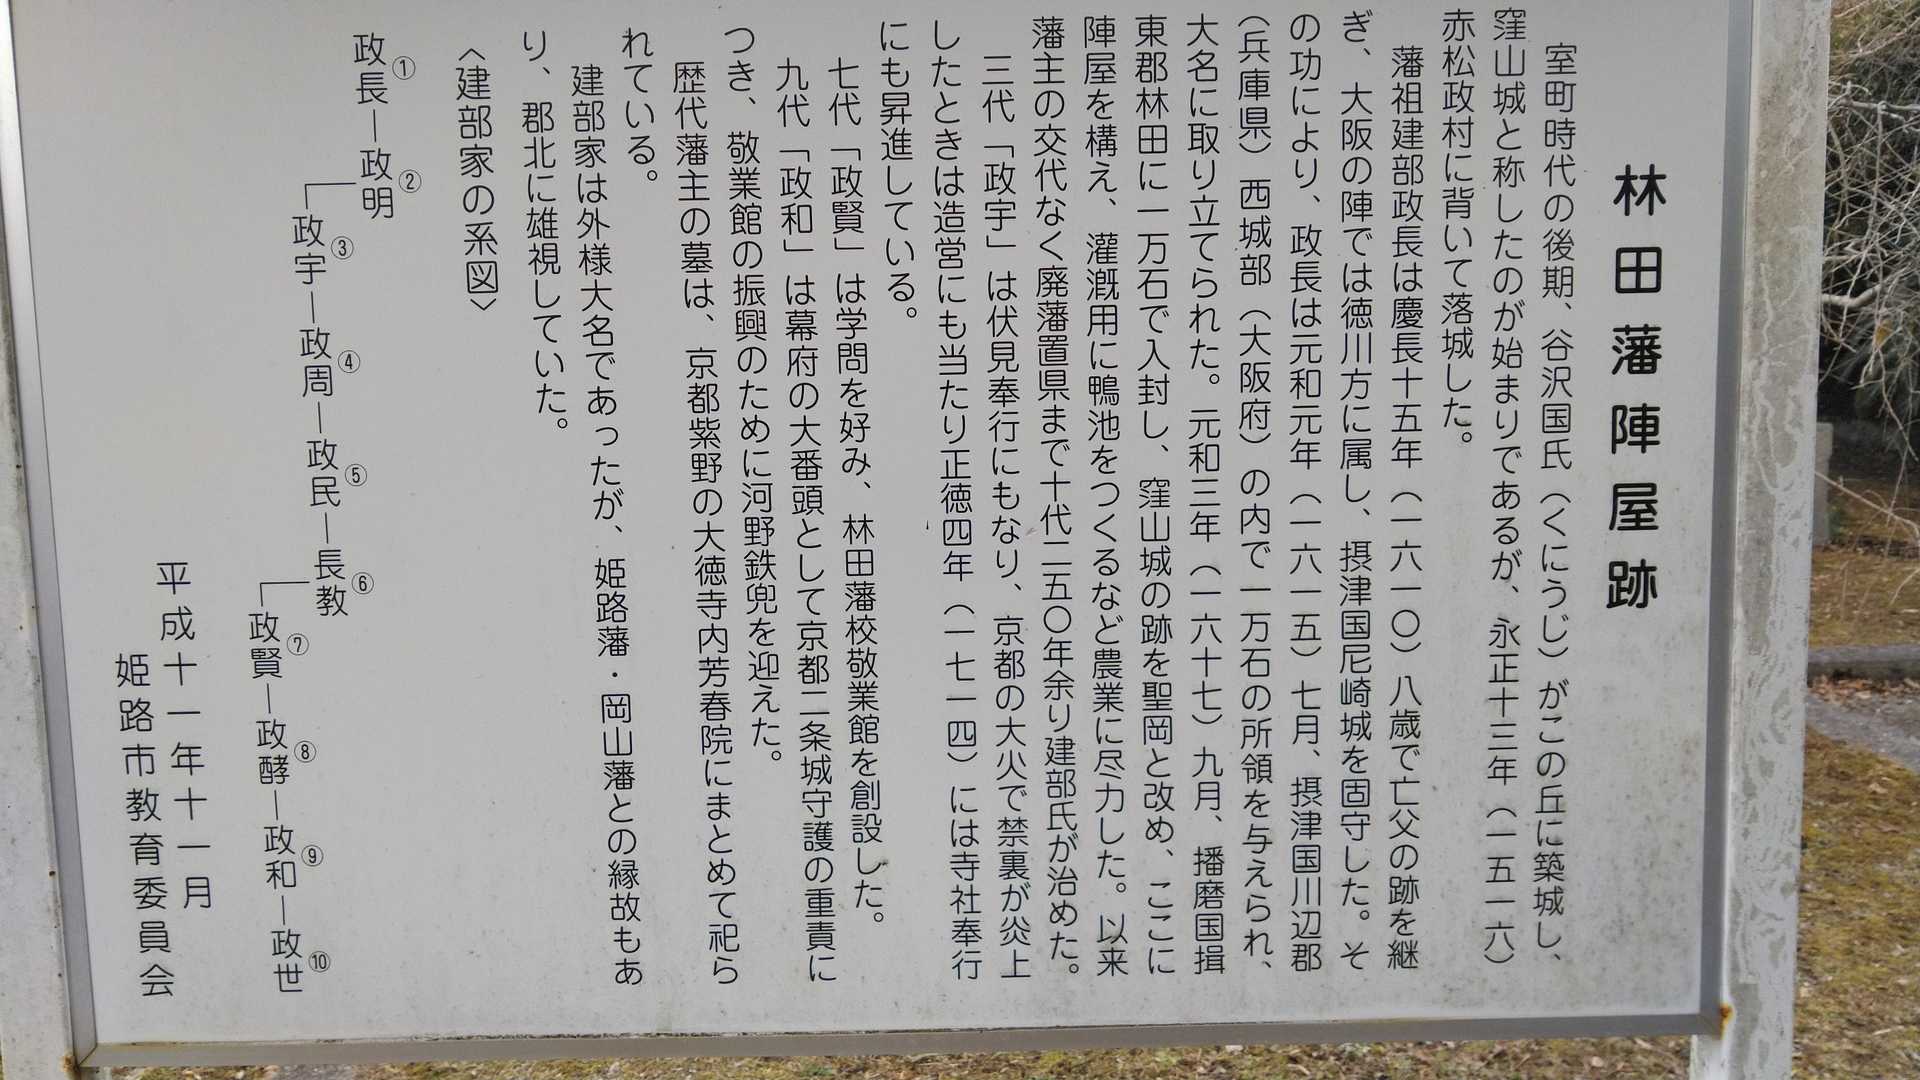 林田藩陣屋跡
室町時代の後期、谷沢国氏（くにうじ）がこの丘に築城し、
窪山城と称したのが始まりであるが、永正十三年（一五一六）
赤松政村に背いて落城した。
藩祖建部政長は慶長十五年（一六一〇）八歳で亡父の跡を継
ぎ、大阪の陣では徳川方に属し、摂津国尼崎城を固守した。そ
の功により、政長は元和元年（一六一五）七月、摂津国川辺郡
（兵庫県）西城部（大阪府）の内で一万石の所領を与えられ、
大名に取り立てられた。元和三年（一六十七）九月、播磨国揖
東郡林田に一万石で入封し、窪山城の跡を聖岡と改め、ここに
陣屋を構え、灌漑用に鴨池をつくるなど農業に尽力した。以来
藩主の交代なく廃藩置県まで十代二五〇年余り建部氏が治めた。
三代「政宇」は伏見奉行にもなり、京都の大火で禁裏が炎上
したときは造営にも当たり正徳四年（一七一四）には寺社奉行
にも昇進している。
七代「政賢」は学問を好み、林田藩校敬業館を創設した。
九代「政和」は幕府の大番頭として京都二条城守護の重責に
つき、敬業館の振興のために河野鉄兜を迎えた。
歴代藩主の墓は、京都紫野の大徳寺内芳春院にまとめて祀ら
れている。
建部家は外様大名であったが、姫路藩・岡山藩との縁故もあ
り、郡北に雄視していた。
〈建部家の系図〉
①政長―②政明
③政宇―④政周―⑤政民―⑥長教
⑦政賢―⑧政酵―⑨政和―⑩政世
平成十一年十一月
姫路市教育委員会